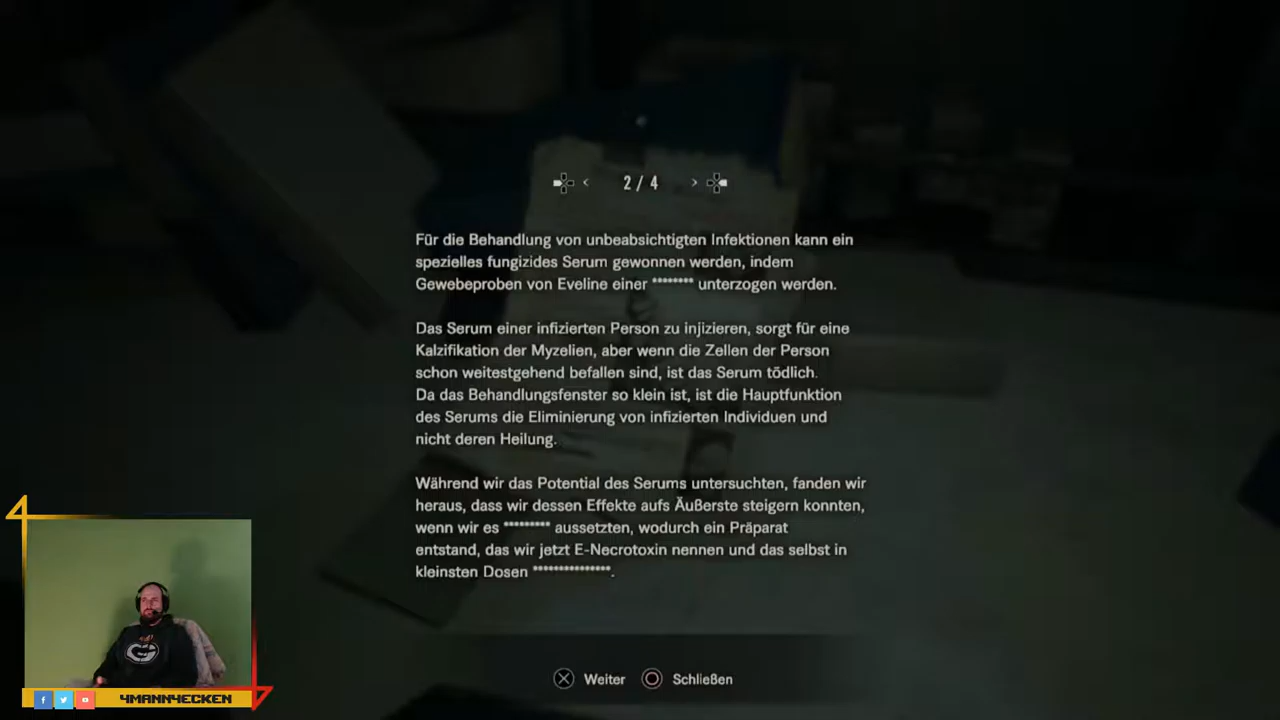 2 / 4
Für die Behandlung von unbeabsichtigten Infektionen kann ein
spezielles fungizides Serum gewonnen werden, indem
Gewebeproben von Eveline einer ******** unterzogen werden.
Das Serum einer infizierten Person zu injizieren, sorgt für eine
Kalzifikation der Myzelien, aber wenn die Zellen der Person
schon weitestgehend befallen sind, ist das Serum tödlich.
Da das Behandlungsfenster so klein ist, ist die Hauptfunktion
des Serums die Eliminierung von infizierten Individuen und
nicht deren Heilung.
Während wir das Potential des Serums untersuchten, fanden wir
heraus, dass wir dessen Effekte aufs Äußerste steigern konnten,
wenn wir es ********* aussetzten, wodurch ein Präparat
entstand, das wir jetzt E-Necrotoxin nennen und das selbst in
kleinsten Dosen ***************.
Weiter Schließen
4MANN4ECKEN